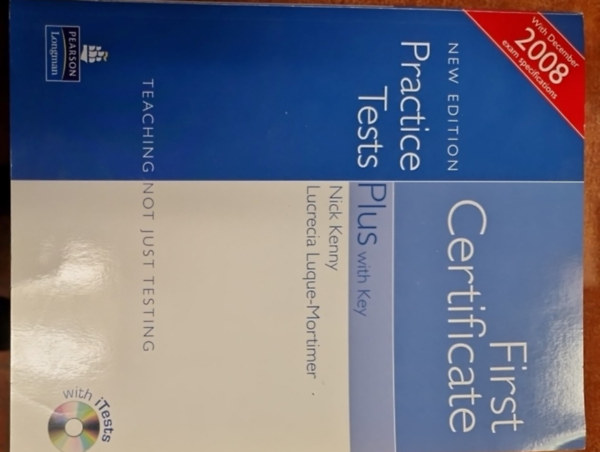 With December
2008
exam specifications
First
Certificate
NEW EDITION
Practice
Tests Plus with Key
Nick Kenny
Lucrecia Luque-Mortimer
TEACHING NOT JUST TESTING
PEARSON
Longman
with iTests